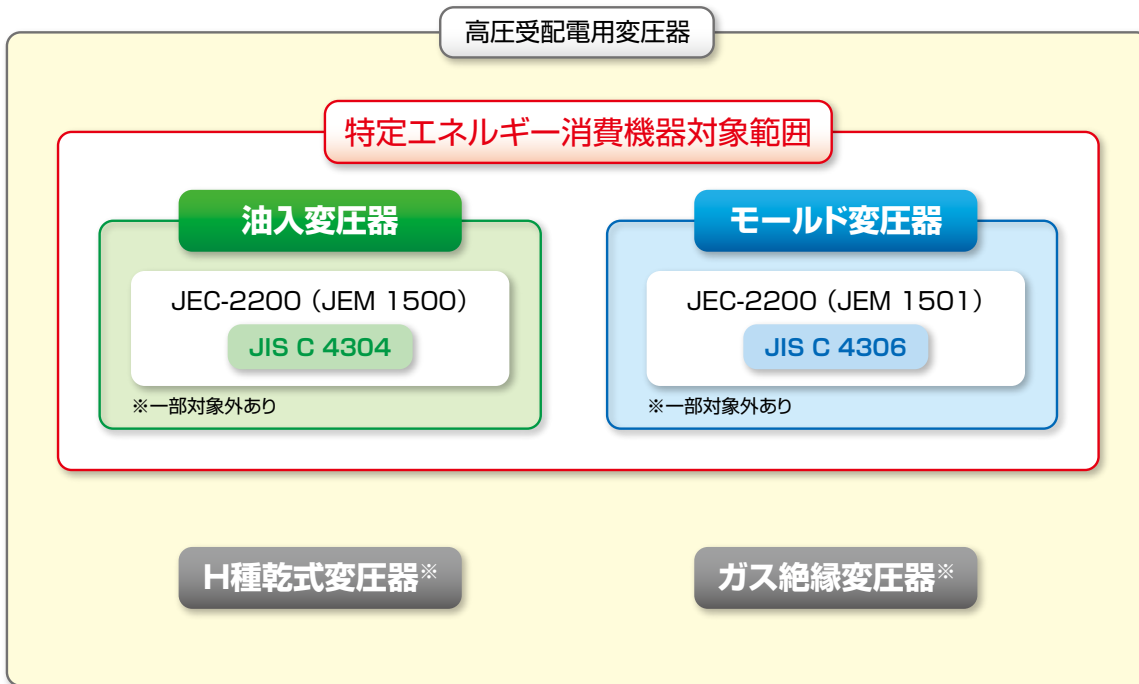 高圧受配電用変圧器
特定エネルギー消費機器対象範囲
油入変圧器
JEC-2200（JEM 1500）
JIS C 4304
※一部対象外あり
モールド変圧器
JEC-2200（JEM 1501）
JIS C 4306
※一部対象外あり
H種乾式変圧器※
ガス絶縁変圧器※